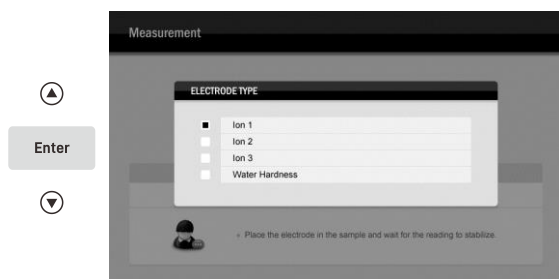 Measurement
ELECTRODE TYPE
Ion 1
Ion 2
Ion 3
Water Hardness
Enter
Place the electrode in the sample and wait for the reading to stabilize.